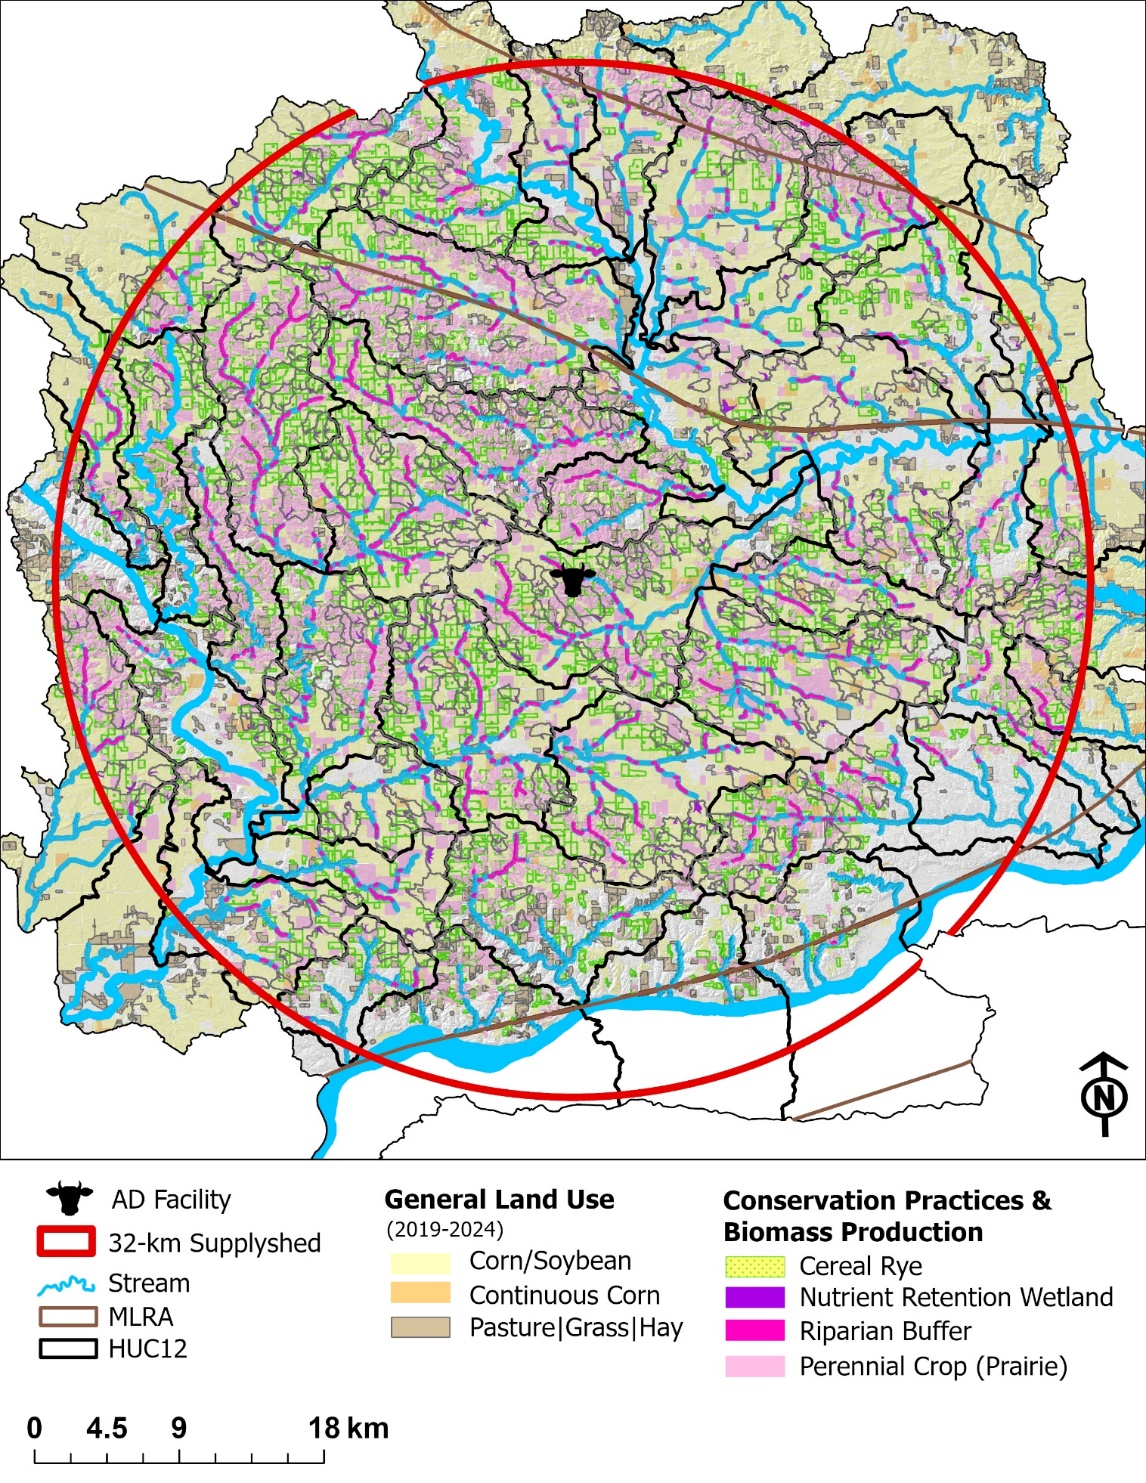 N
AD Facility
32-km Supplyshed
Stream
MLRA
HUC12
General Land Use
(2019-2024)
Corn/Soybean
Continuous Corn
Pasture|Grass|Hay
Conservation Practices &
Biomass Production
Cereal Rye
Nutrient Retention Wetland
Riparian Buffer
Perennial Crop (Prairie)
0 4.5 9 18 km